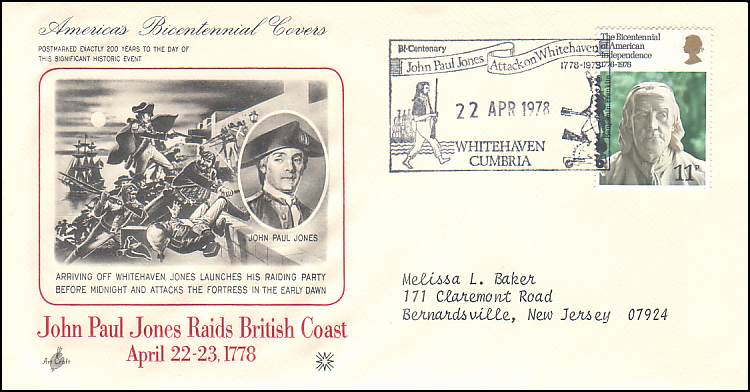 America's Bicentennial Covers
POSTMARKED EXACTLY 200 YEARS TO THE DAY OF
THIS SIGNIFICANT HISTORIC EVENT
JOHN PAUL JONES
ARRIVING OFF WHITEHAVEN, JONES LAUNCHES HIS RAIDING PARTY
BEFORE MIDNIGHT AND ATTACKS THE FORTRESS IN THE EARLY DAWN
John Paul Jones Raids British Coast
April 22-23, 1778
Art Craft
Bi-Centenary
John Paul Jones Attack on Whitehaven
1778-1978
22 APR 1978
WHITEHAVEN
CUMBRIA
The Bicentennial
of American
Independence
1776-1976
11P
Melissa L. Baker
171 Claremont Road
Bernardsville, New Jersey 07924